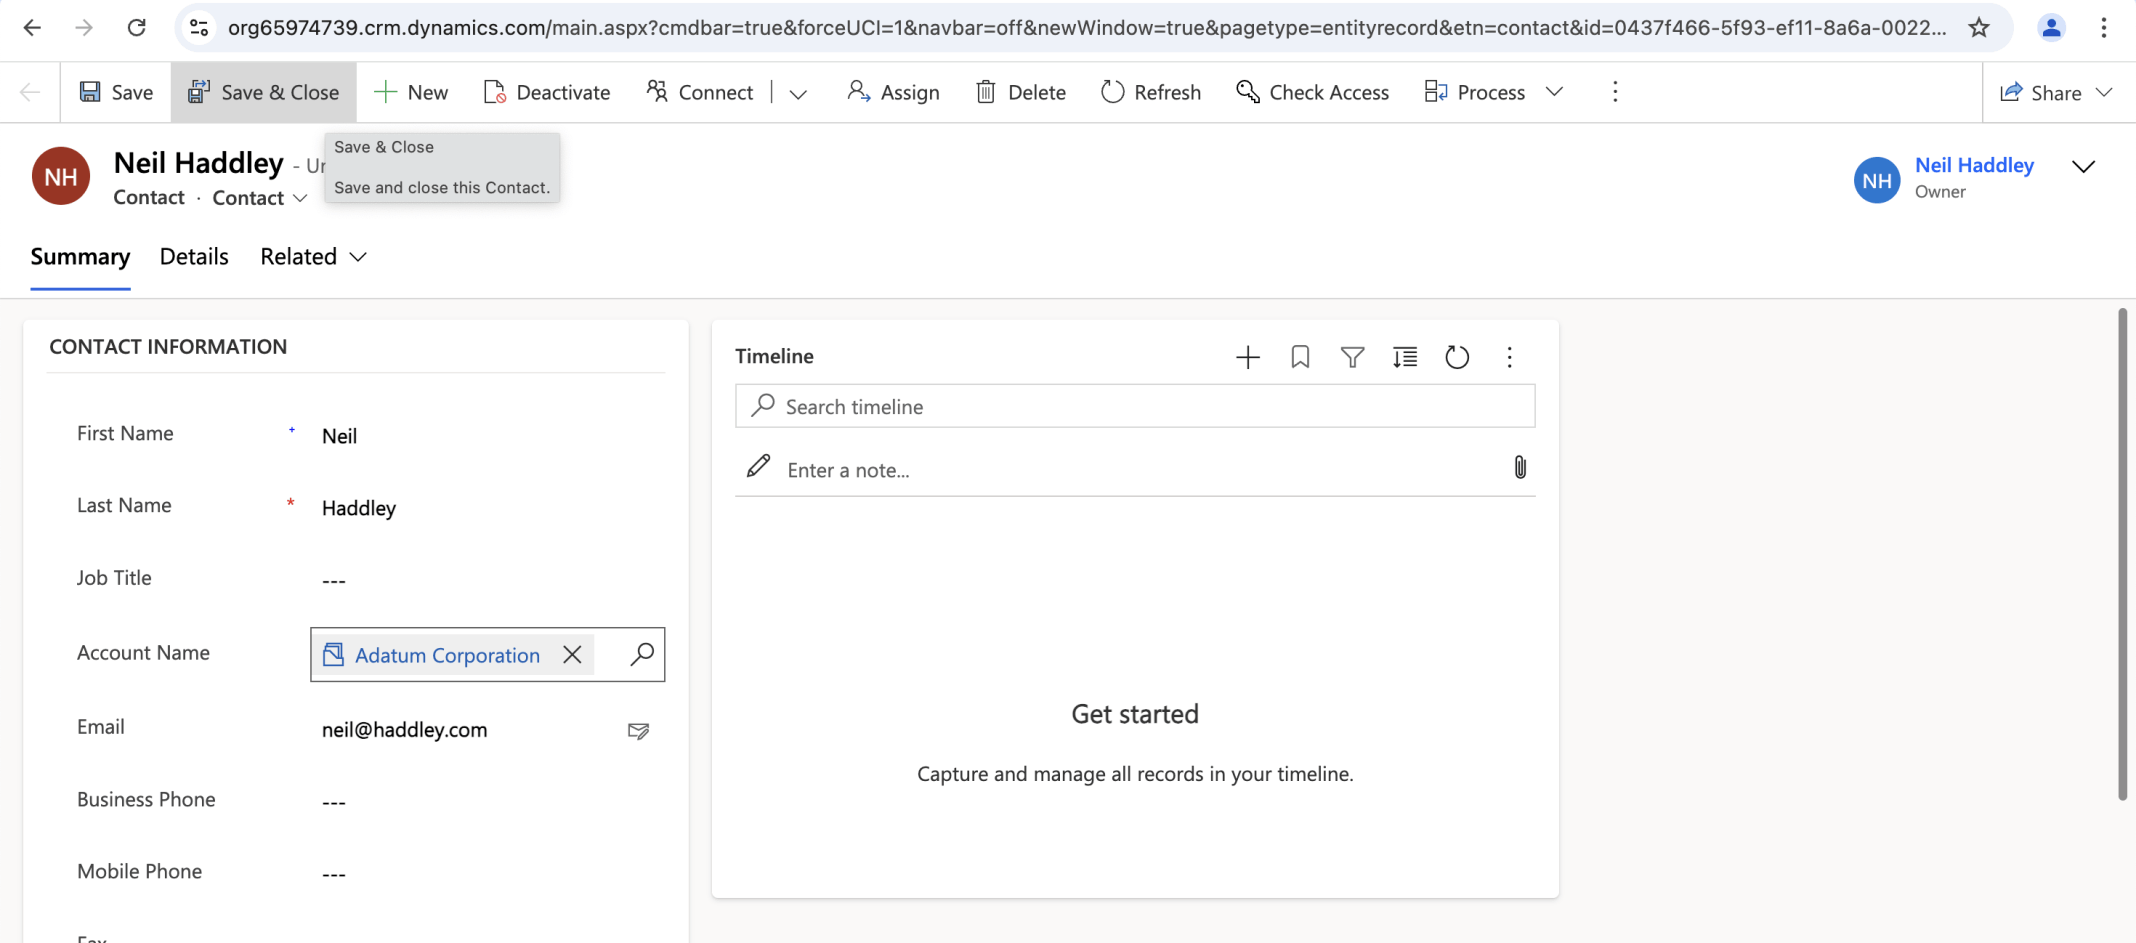 org65974739.crm.dynamics.com/main.aspx?cmdbar=true&forceUCI=1&navbar=off&newWindow=true&pagetype=entityrecord&etn=contact&id=0437f466-5f93-ef11-8a6a-0022...
Save Save & Close New Deactivate Connect Assign Delete Refresh Check Access Process Share
Save & Close
Save and close this Contact.
NH Neil Haddley -
Contact · Contact
NH Neil Haddley
Owner
Summary Details Related
CONTACT INFORMATION
First Name + Neil
Last Name * Haddley
Job Title ---
Account Name Adatum Corporation
Email neil@haddley.com
Business Phone ---
Mobile Phone ---
Timeline
Search timeline
Enter a note...
Get started
Capture and manage all records in your timeline.